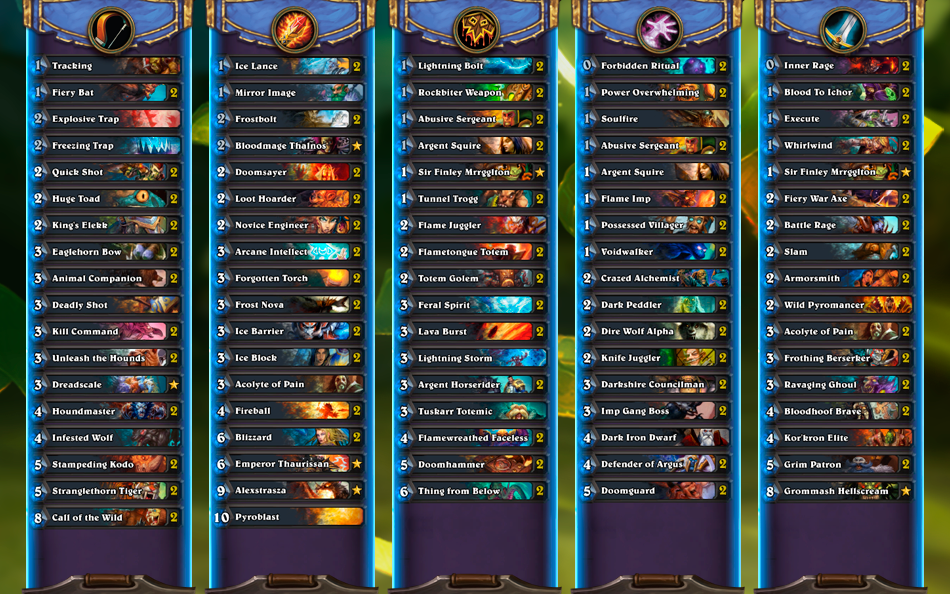 1 Tracking
1 Fiery Bat 2
2 Explosive Trap
2 Freezing Trap 2
2 Quick Shot 2
2 Huge Toad 2
2 King's Elekk 2
3 Eaglehorn Bow 2
3 Animal Companion 2
3 Deadly Shot
3 Kill Command 2
3 Unleash the Hounds 2
3 Dreadscale
4 Houndmaster 2
4 Infested Wolf
5 Stampeding Kodo 2
5 Stranglethorn Tiger 2
8 Call of the Wild 2
1 Ice Lance 2
1 Mirror Image
2 Frostbolt 2
2 Bloodmage Thalnos
2 Doomsayer 2
2 Loot Hoarder 2
2 Novice Engineer 2
3 Arcane Intellect 2
3 Forgotten Torch 2
3 Frost Nova 2
3 Ice Barrier 2
3 Ice Block 2
3 Acolyte of Pain
4 Fireball 2
6 Blizzard 2
6 Emperor Thaurissan
9 Alexstrasza
10 Pyroblast
1 Lightning Bolt 2
1 Rockbiter Weapon 2
1 Abusive Sergeant 2
1 Argent Squire 2
1 Sir Finley Mrrgglton
1 Tunnel Trogg 2
2 Flame Juggler 2
2 Flametongue Totem 2
2 Totem Golem 2
3 Feral Spirit 2
3 Lava Burst 2
3 Lightning Storm 2
3 Argent Horserider 2
3 Tuskarr Totemic 2
4 Flamewreathed Faceless 2
5 Doomhammer 2
6 Thing from Below 2
0 Forbidden Ritual 2
1 Power Overwhelming 2
1 Soulfire
1 Abusive Sergeant 2
1 Argent Squire
1 Flame Imp 2
1 Possessed Villager 2
1 Voidwalker 2
2 Crazed Alchemist
2 Dark Peddler 2
2 Dire Wolf Alpha 2
2 Knife Juggler 2
3 Darkshire Councilman 2
3 Imp Gang Boss 2
4 Dark Iron Dwarf
4 Defender of Argus 2
5 Doomguard 2
0 Inner Rage 2
1 Blood To Ichor 2
1 Execute 2
1 Whirlwind 2
1 Sir Finley Mrrgglton
2 Fiery War Axe 2
2 Battle Rage 2
2 Slam 2
2 Armorsmith 2
2 Wild Pyromancer 2
3 Acolyte of Pain 2
3 Frothing Berserker 2
3 Ravaging Ghoul 2
4 Bloodhoof Brave 2
4 Kor'kron Elite 2
5 Grim Patron 2
8 Grommash Hellscream